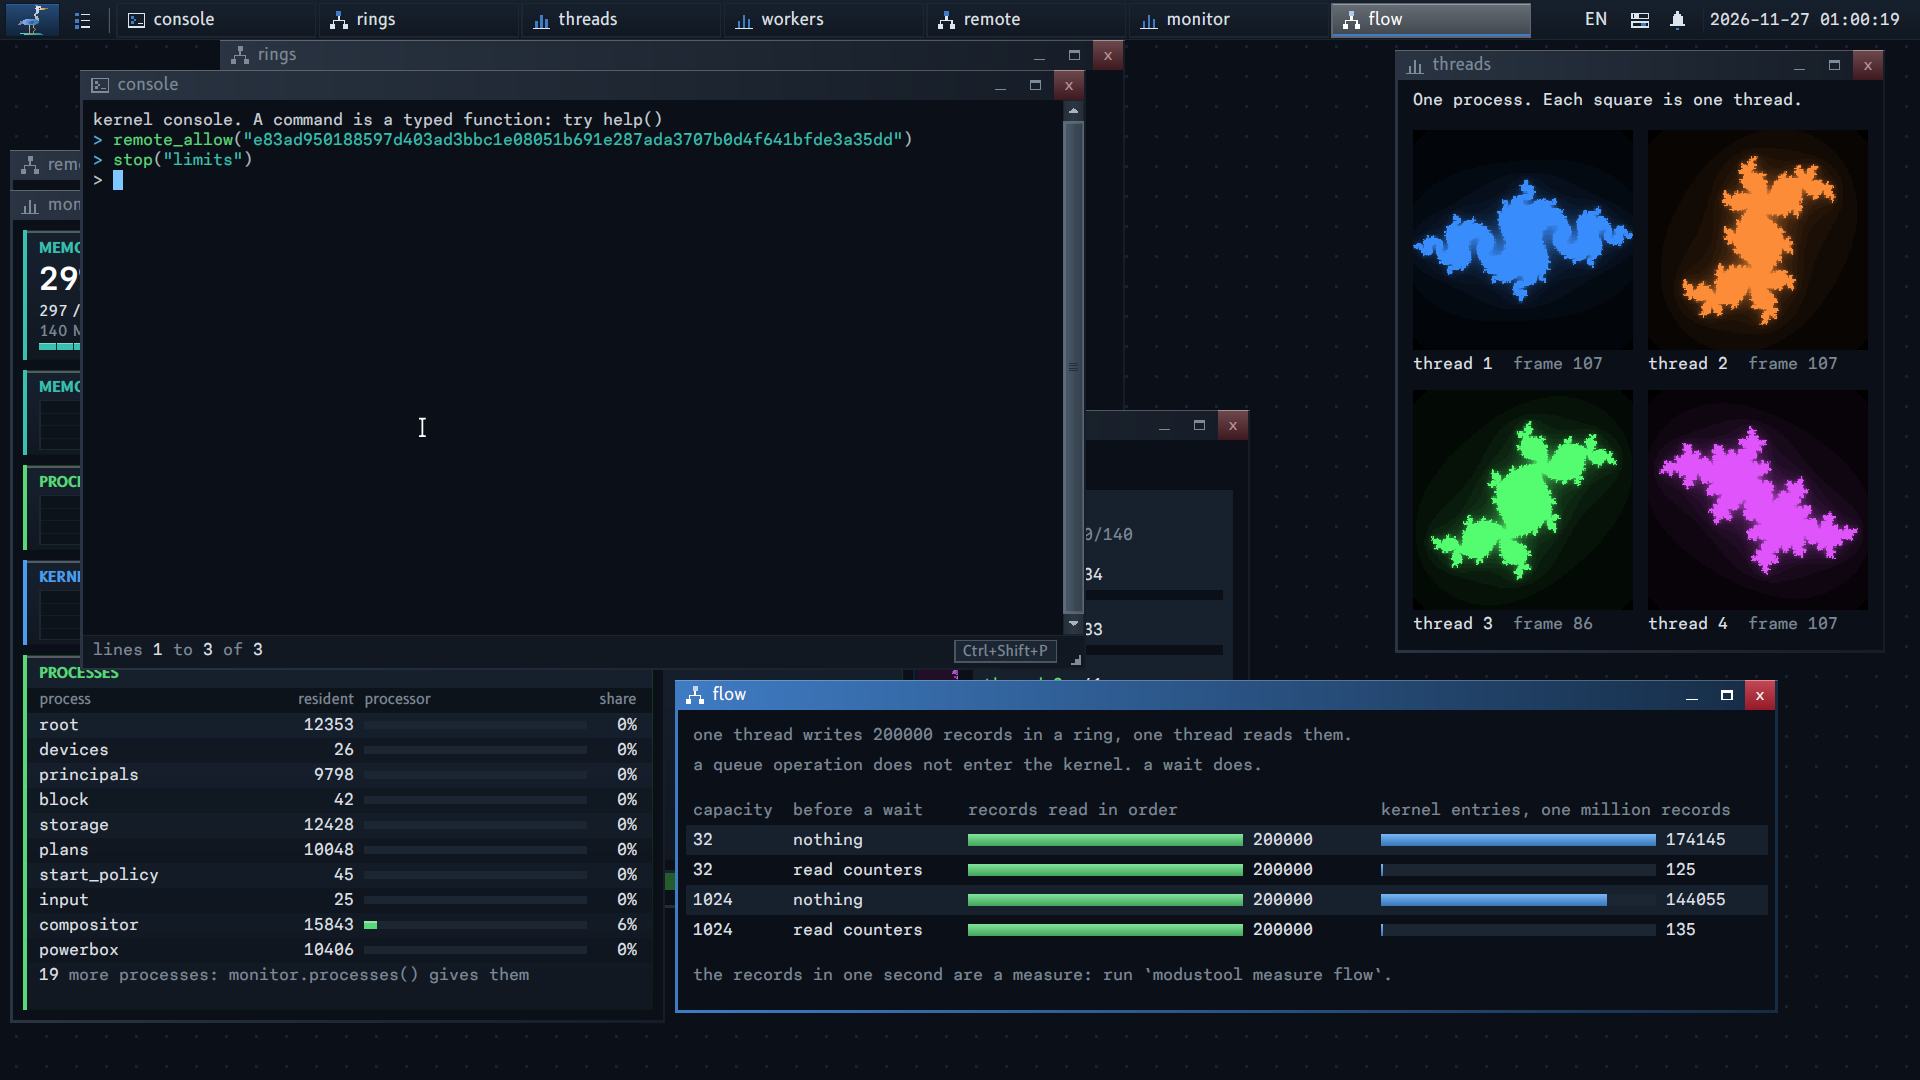 console
rings
threads
workers
remote
monitor
flow
EN
2026-11-27 01:00:19
rings
x
console
x
kernel console. A command is a typed function: try help()
> remote_allow("e83ad950188597d403ad3bbc1e08051b691e287ada3707b0d4f641bfde3a35dd")
> stop("limits")
>
lines 1 to 3 of 3
Ctrl+Shift+P
threads
x
One process. Each square is one thread.
thread 1 frame 107
thread 2 frame 107
thread 3 frame 86
thread 4 frame 107
x
0/140
34
33
297 /
140
PROCESSES
process resident processor share
root 12353 0%
devices 26 0%
principals 9798 0%
block 42 0%
storage 12428 0%
plans 10048 0%
start_policy 45 0%
input 25 0%
compositor 15843 6%
powerbox 10406 0%
19 more processes: monitor.processes() gives them
flow
x
one thread writes 200000 records in a ring, one thread reads them.
a queue operation does not enter the kernel. a wait does.
capacity before a wait records read in order kernel entries, one million records
32 nothing 200000 174145
32 read counters 200000 125
1024 nothing 200000 144055
1024 read counters 200000 135
the records in one second are a measure: run `modustool measure flow`.